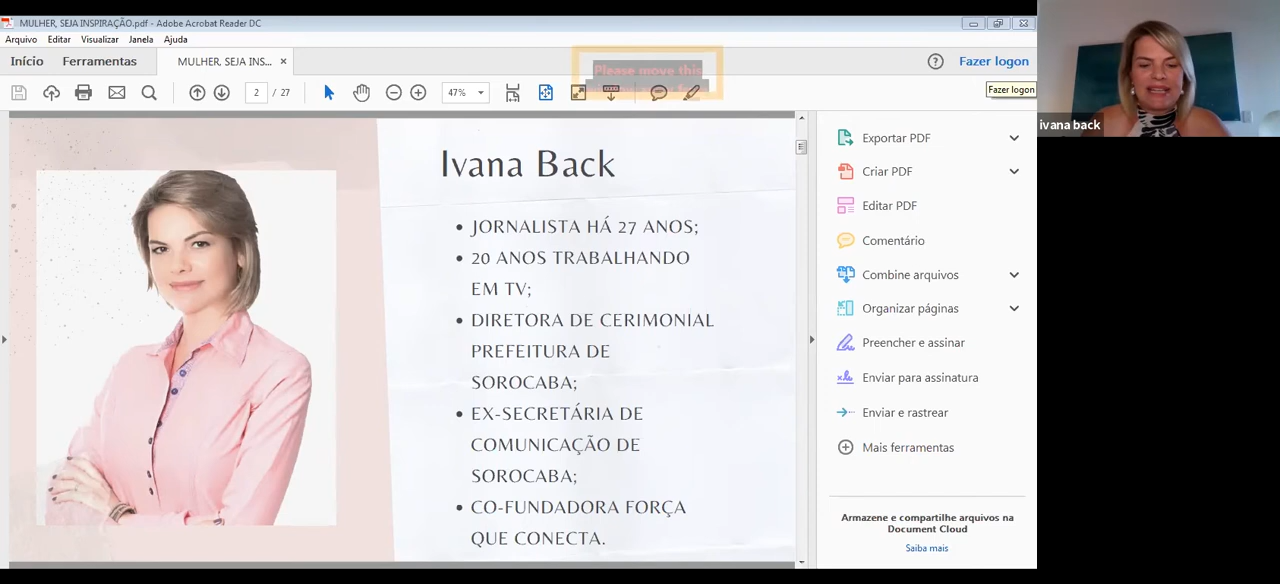 MULHER, SEJA INSPIRAÇÃO.pdf - Adobe Acrobat Reader DC
Arquivo Editar Visualizar Janela Ajuda
Início Ferramentas MULHER, SEJA INS... ×
Please move this
Fazer logon
2 / 27
47%
Fazer logon
ivana back
Ivana Back
• JORNALISTA HÁ 27 ANOS;
• 20 ANOS TRABALHANDO
EM TV;
• DIRETORA DE CERIMONIAL
PREFEITURA DE
SOROCABA;
• EX-SECRETÁRIA DE
COMUNICAÇÃO DE
SOROCABA;
• CO-FUNDADORA FORÇA
QUE CONECTA.
Exportar PDF
Criar PDF
Editar PDF
Comentário
Combine arquivos
Organizar páginas
Preencher e assinar
Enviar para assinatura
Enviar e rastrear
Mais ferramentas
Armazene e compartilhe arquivos na
Document Cloud
Saiba mais